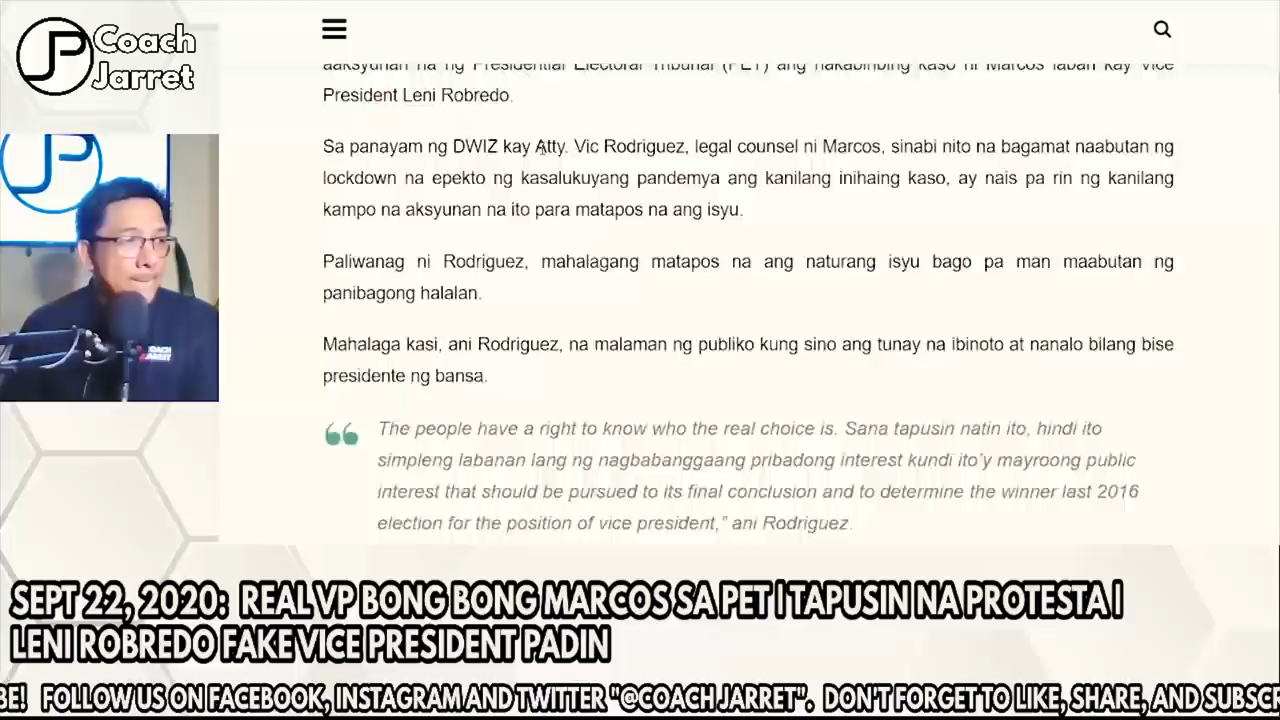 Coach
Jarret
aaksyunan na ng Presidential Electoral Tribunal (PET) ang nakabinbing kaso ni Marcos laban kay Vice
President Leni Robredo.
Sa panayam ng DWIZ kay Atty. Vic Rodriguez, legal counsel ni Marcos, sinabi nito na bagamat naabutan ng
lockdown na epekto ng kasalukuyang pandemya ang kanilang inihaing kaso, ay nais pa rin ng kanilang
kampo na aksyunan na ito para matapos na ang isyu.
Paliwanag ni Rodriguez, mahalagang matapos na ang naturang isyu bago pa man maabutan ng
panibagong halalan.
Mahalaga kasi, ani Rodriguez, na malaman ng publiko kung sino ang tunay na ibinoto at nanalo bilang bise
presidente ng bansa.
The people have a right to know who the real choice is. Sana tapusin natin ito, hindi ito
simpleng labanan lang ng nagbabanggaang pribadong interest kundi ito'y mayroong public
interest that should be pursued to its final conclusion and to determine the winner last 2016
election for the position of vice president,” ani Rodriguez.
COACH
JARRET
SEPT 22, 2020: REAL VP BONG BONG MARCOS SA PET | TAPUSIN NA PROTESTA |
LENI ROBREDO FAKE VICE PRESIDENT PADIN
BE! FOLLOW US ON FACEBOOK, INSTAGRAM AND TWITTER "@COACH JARRET". DON'T FORGET TO LIKE, SHARE, AND SUBSC